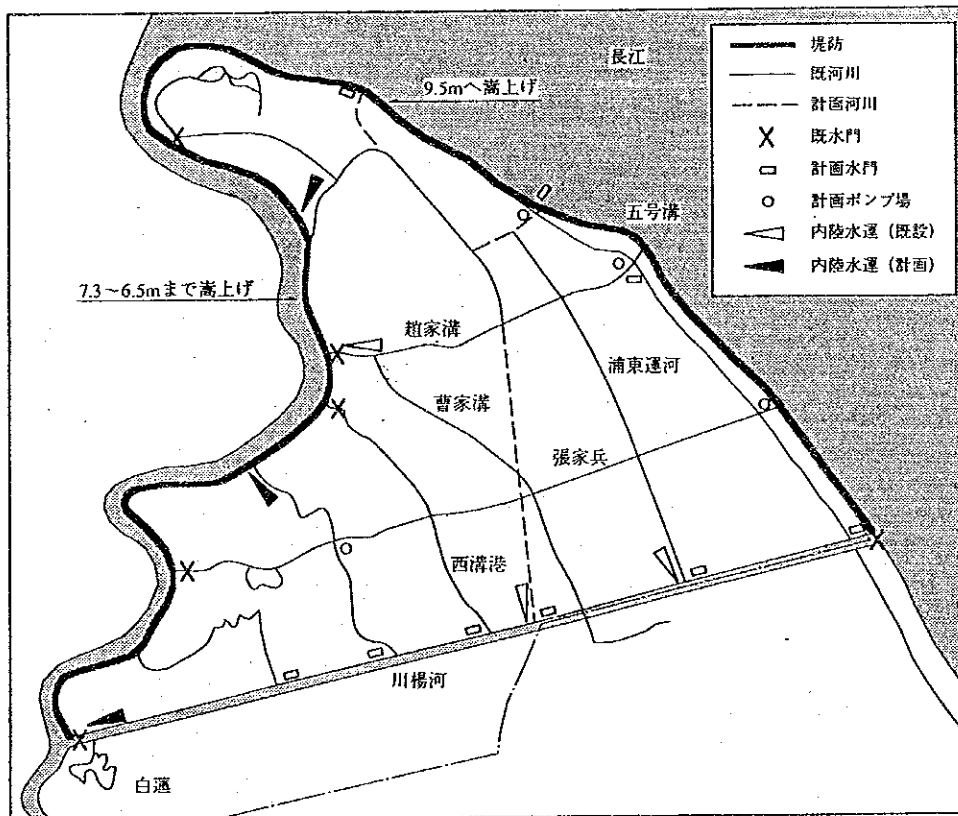 長江
9.5mへ嵩上げ
堤防
既河川
計画河川
既水門
計画水門
計画ポンプ場
内陸水運（既設）
内陸水運（計画）
五号溝
7.3～6.5mまで嵩上げ
趙家溝
浦東運河
曹家溝
張家兵
西溝港
川楊河
白蓮